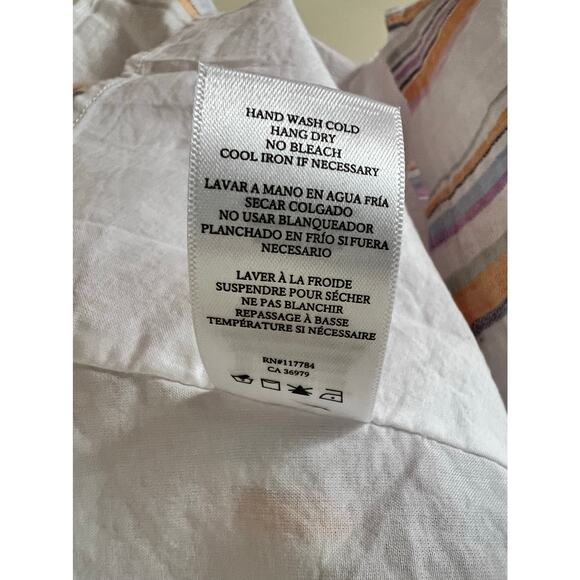 HAND WASH COLD
HANG DRY
NO BLEACH
COOL IRON IF NECESSARY
LAVAR A MANO EN AGUA FRÍA
SECAR COLGADO
NO USAR BLANQUEADOR
PLANCHADO EN FRÍO SI FUERA
NECESARIO
LAVER À LA FROIDE
SUSPENDRE POUR SÉCHER
NE PAS BLANCHIR
REPASSAGE À BASSE
TEMPÉRATURE SI NÉCESSAIRE
RN#117784
CA 36979